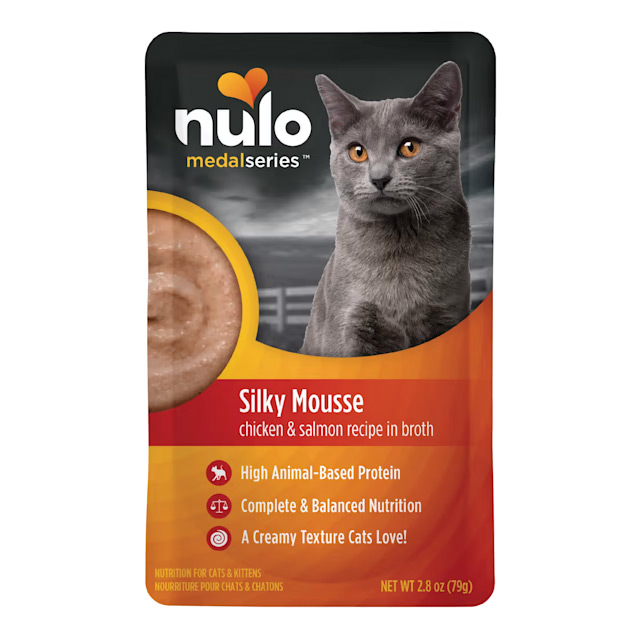 nulo
medalseries™
Silky Mousse
chicken & salmon recipe in broth
High Animal-Based Protein
Complete & Balanced Nutrition
A Creamy Texture Cats Love!
NUTRITION FOR CATS & KITTENS
NOURRITURE POUR CHATS & CHATONS
NET WT 2.8 oz (79g)